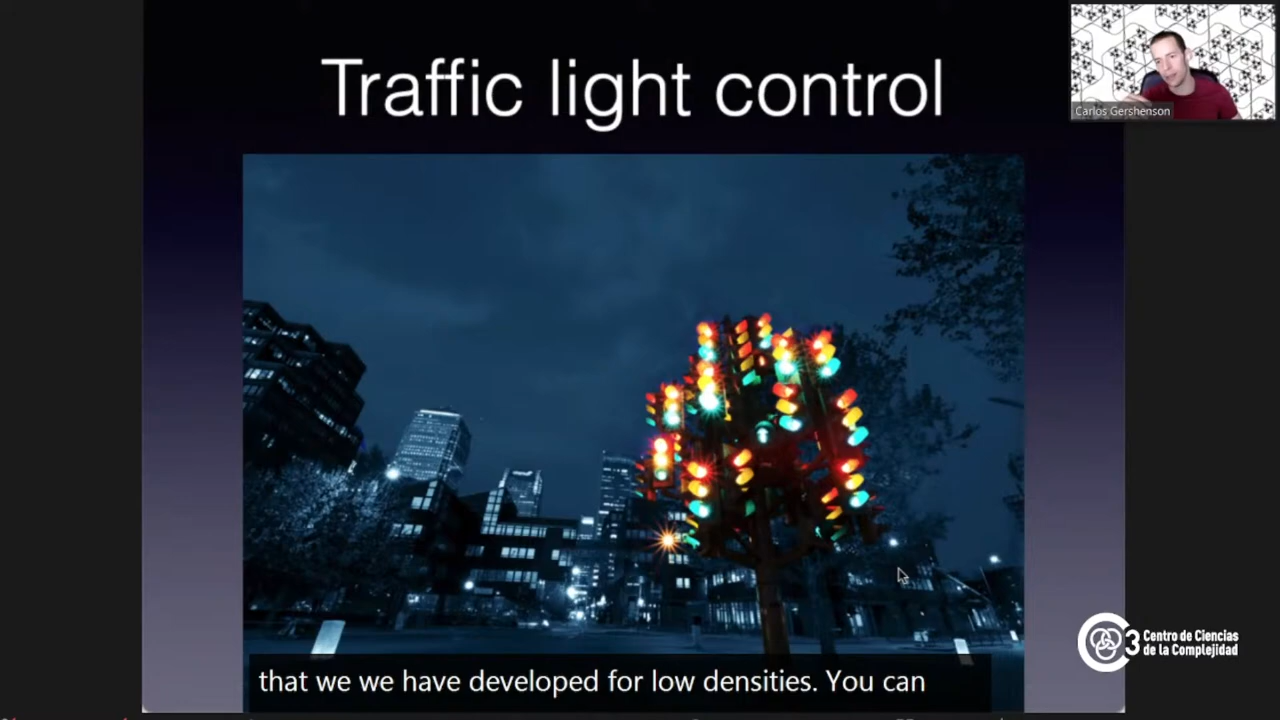 Traffic light control
Carlos Gershenson
3 Centro de Ciencias
de la Complejidad
that we we have developed for low densities. You can